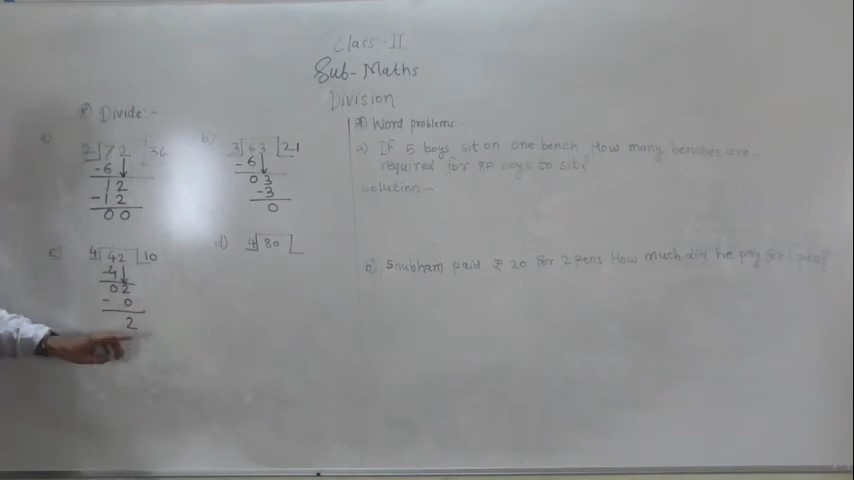 Class-II
Sub-Maths
Division
Divide:-
a) 2 72 36
-6
12
-12
00
b) 3 63 21
-6
03
-3
0
c) 4 42 10
-4
02
- 0
2
d) 4 80
Word problems:-
a) If 5 boys sit on one bench. How many benches are
required for boys to sit?
Solution:-
b) Shubham paid ₹ 20 for 2 pens. How much did he pay for 1 pen?